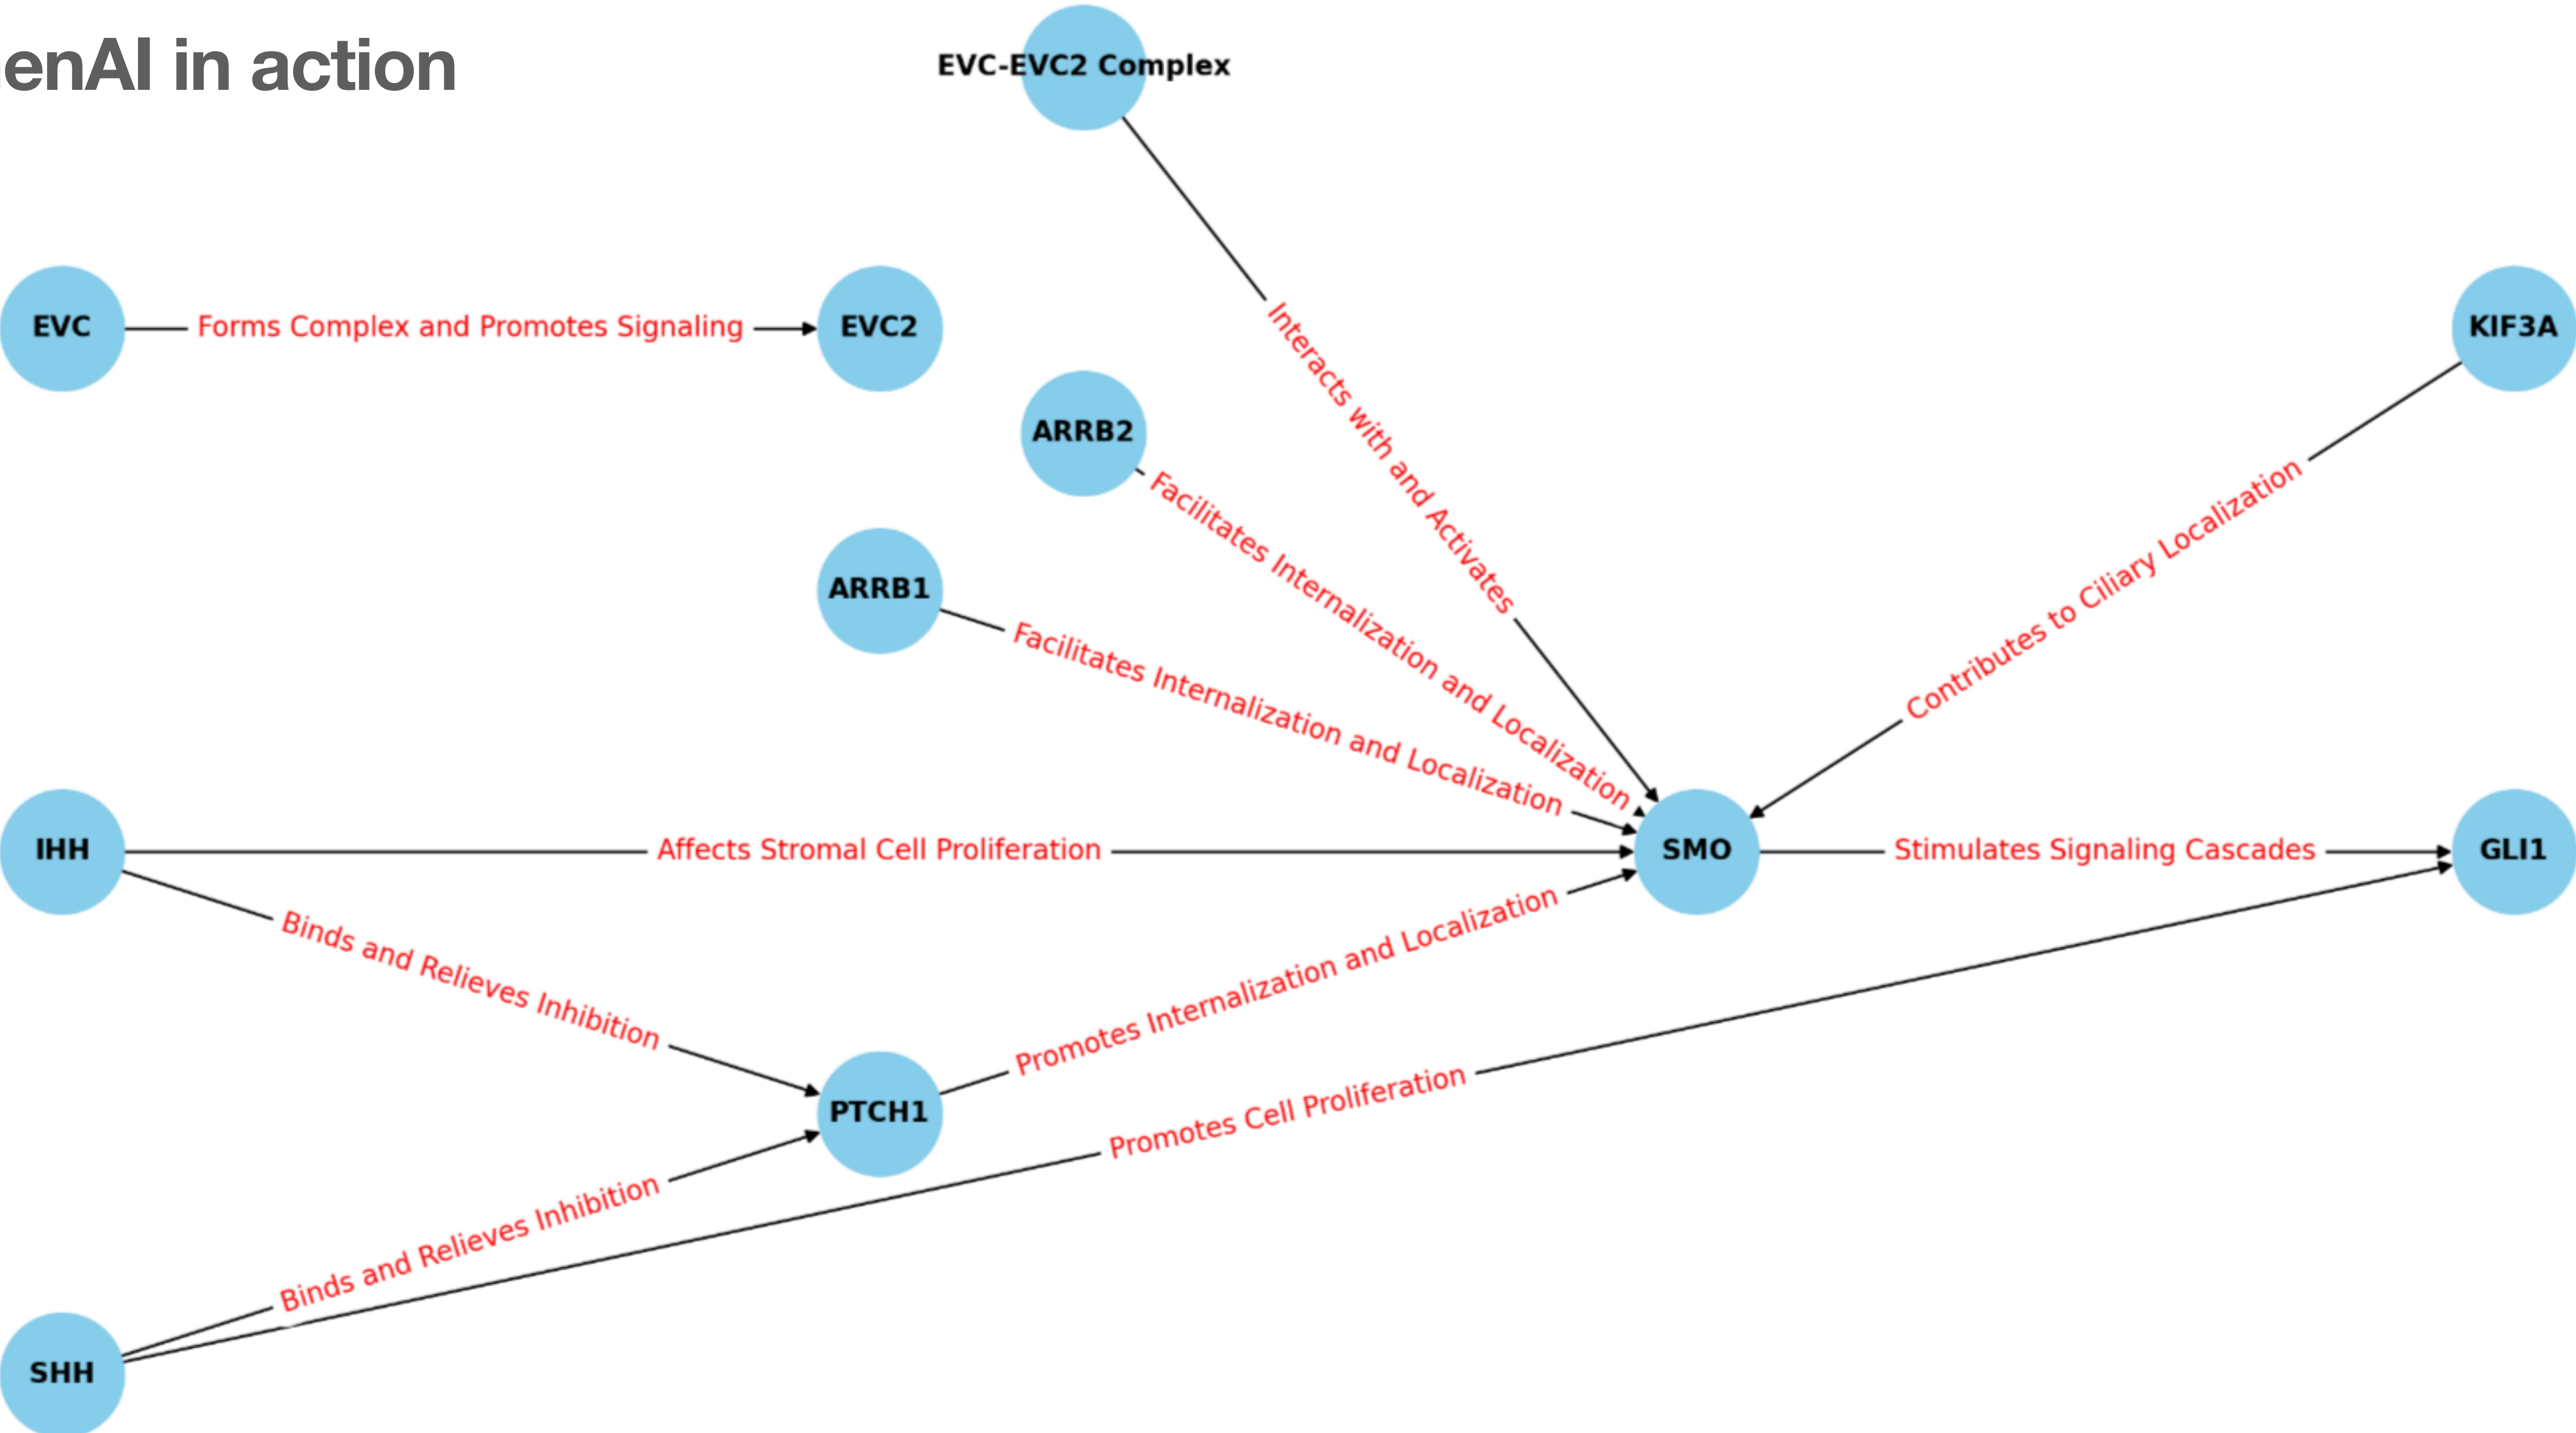 enAI in action
EVC-EVC2 Complex
EVC
Forms Complex and Promotes Signaling
EVC2
KIF3A
Interacts with and Activates
ARRB2
Facilitates Internalization and Localization
Contributes to Ciliary Localization
ARRB1
Facilitates Internalization and Localization
IHH
Affects Stromal Cell Proliferation
SMO
Stimulates Signaling Cascades
GLI1
Binds and Relieves Inhibition
Promotes Internalization and Localization
PTCH1
Promotes Cell Proliferation
Binds and Relieves Inhibition
SHH